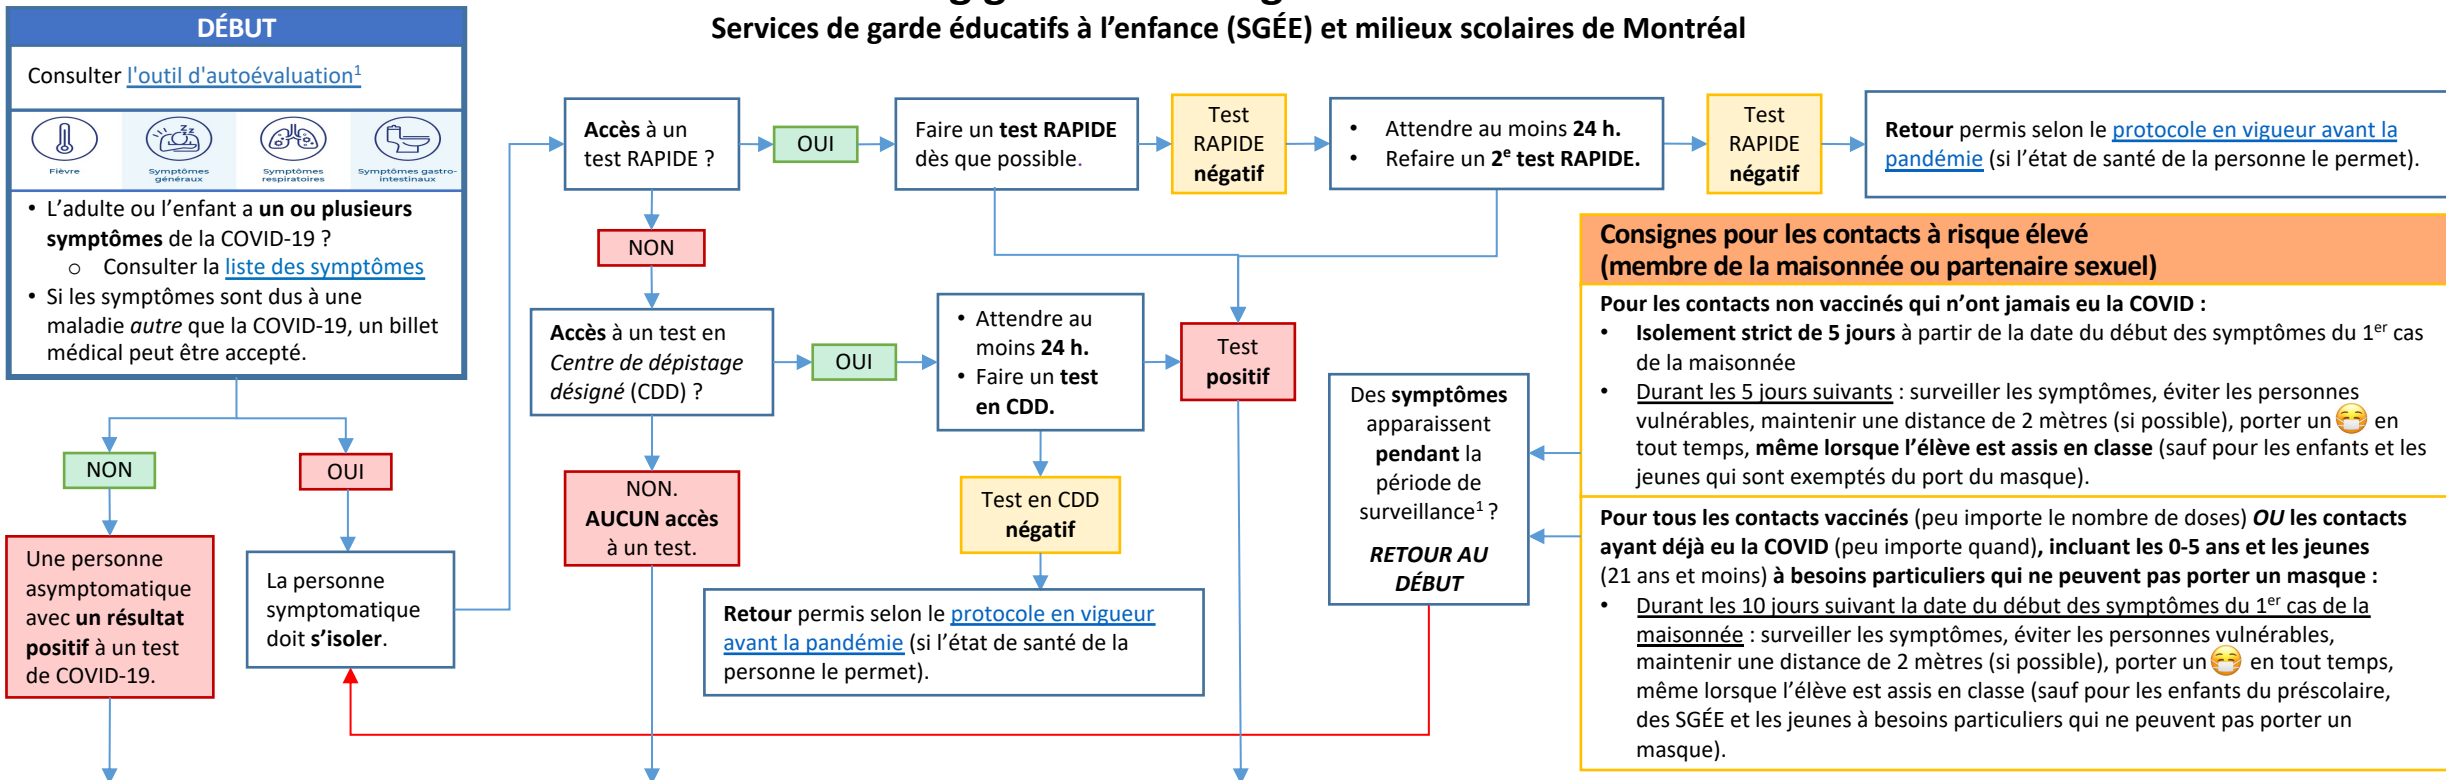 Services de garde éducatifs à l'enfance (SGÉE) et milieux scolaires de Montréal
DÉBUT
Consulter l'outil d'autoévaluation1
Fièvre
Symptômes
généraux
Symptômes
respiratoires
Symptômes gastro-
intestinaux
• L'adulte ou l'enfant a un ou plusieurs
symptômes de la COVID-19 ?
o Consulter la liste des symptômes
• Si les symptômes sont dus à une
maladie autre que la COVID-19, un billet
médical peut être accepté.
NON
OUI
Une personne
asymptomatique
avec un résultat
positif à un test
de COVID-19.
La personne
symptomatique
doit s'isoler.
Accès à un
test RAPIDE ?
OUI
Faire un test RAPIDE
dès que possible.
Test
RAPIDE
négatif
• Attendre au moins 24 h.
• Refaire un 2e test RAPIDE.
Test
RAPIDE
négatif
Retour permis selon le protocole en vigueur avant la
pandémie (si l'état de santé de la personne le permet).
NON
Accès à un test en
Centre de dépistage
désigné (CDD) ?
OUI
• Attendre au
moins 24 h.
• Faire un test
en CDD.
Test
positif
NON.
AUCUN accès
à un test.
Test en CDD
négatif
Retour permis selon le protocole en vigueur
avant la pandémie (si l'état de santé de la
personne le permet).
Des symptômes
apparaissent
pendant la
période de
surveillance1 ?
RETOUR AU
DÉBUT
Consignes pour les contacts à risque élevé
(membre de la maisonnée ou partenaire sexuel)
Pour les contacts non vaccinés qui n'ont jamais eu la COVID :
• Isolement strict de 5 jours à partir de la date du début des symptômes du 1er cas
de la maisonnée
• Durant les 5 jours suivants : surveiller les symptômes, éviter les personnes
vulnérables, maintenir une distance de 2 mètres (si possible), porter un 😷 en
tout temps, même lorsque l'élève est assis en classe (sauf pour les enfants et les
jeunes qui sont exemptés du port du masque).
Pour tous les contacts vaccinés (peu importe le nombre de doses) OU les contacts
ayant déjà eu la COVID (peu importe quand), incluant les 0-5 ans et les jeunes
(21 ans et moins) à besoins particuliers qui ne peuvent pas porter un masque :
• Durant les 10 jours suivant la date du début des symptômes du 1er cas de la
maisonnée : surveiller les symptômes, éviter les personnes vulnérables,
maintenir une distance de 2 mètres (si possible), porter un 😷 en tout temps,
même lorsque l'élève est assis en classe (sauf pour les enfants du préscolaire,
des SGÉE et les jeunes à besoins particuliers qui ne peuvent pas porter un
masque).